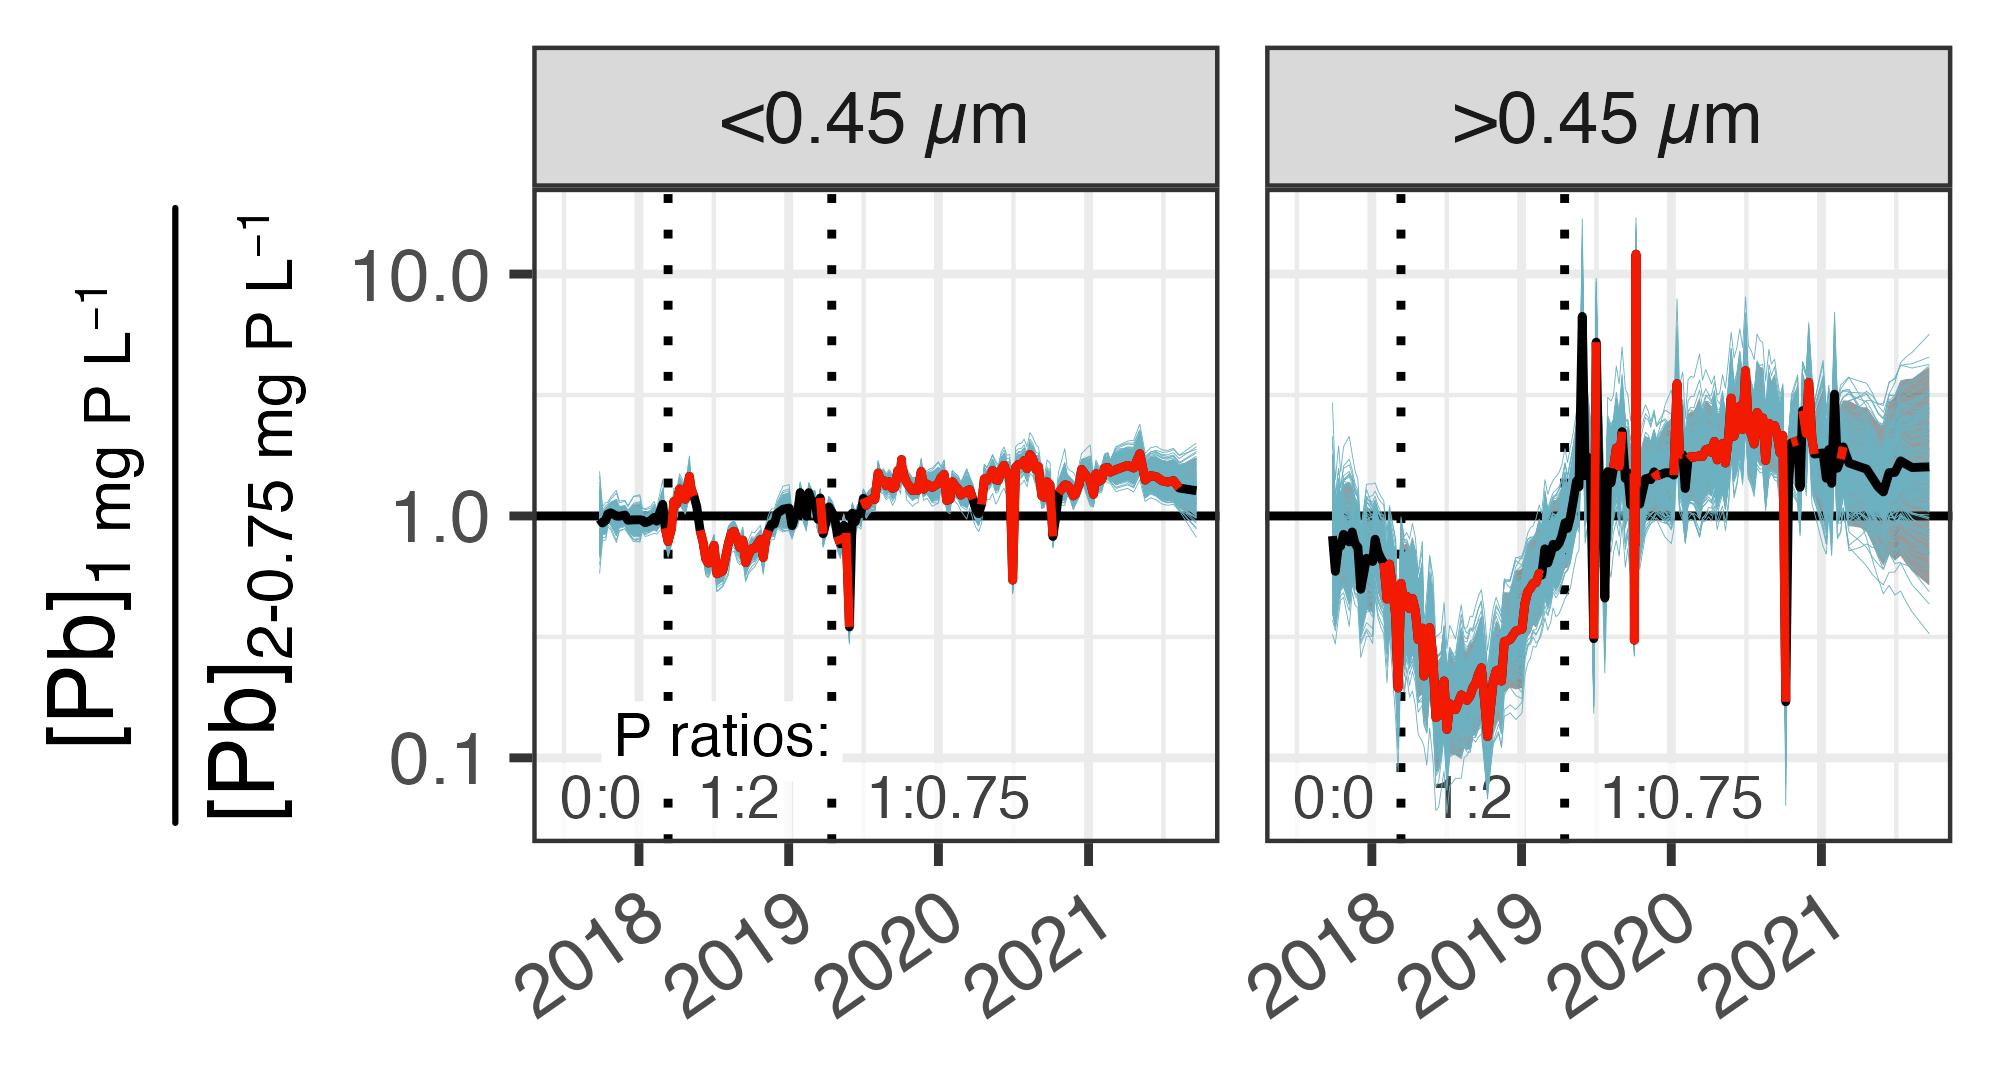 [Pb]1 mg P L−1
[Pb]2-0.75 mg P L−1
<0.45 µm
>0.45 µm
10.0
1.0
0.1
P ratios:
0:0 1:2 1:0.75
0:0 1:2 1:0.75
2018 2019 2020 2021
2018 2019 2020 2021